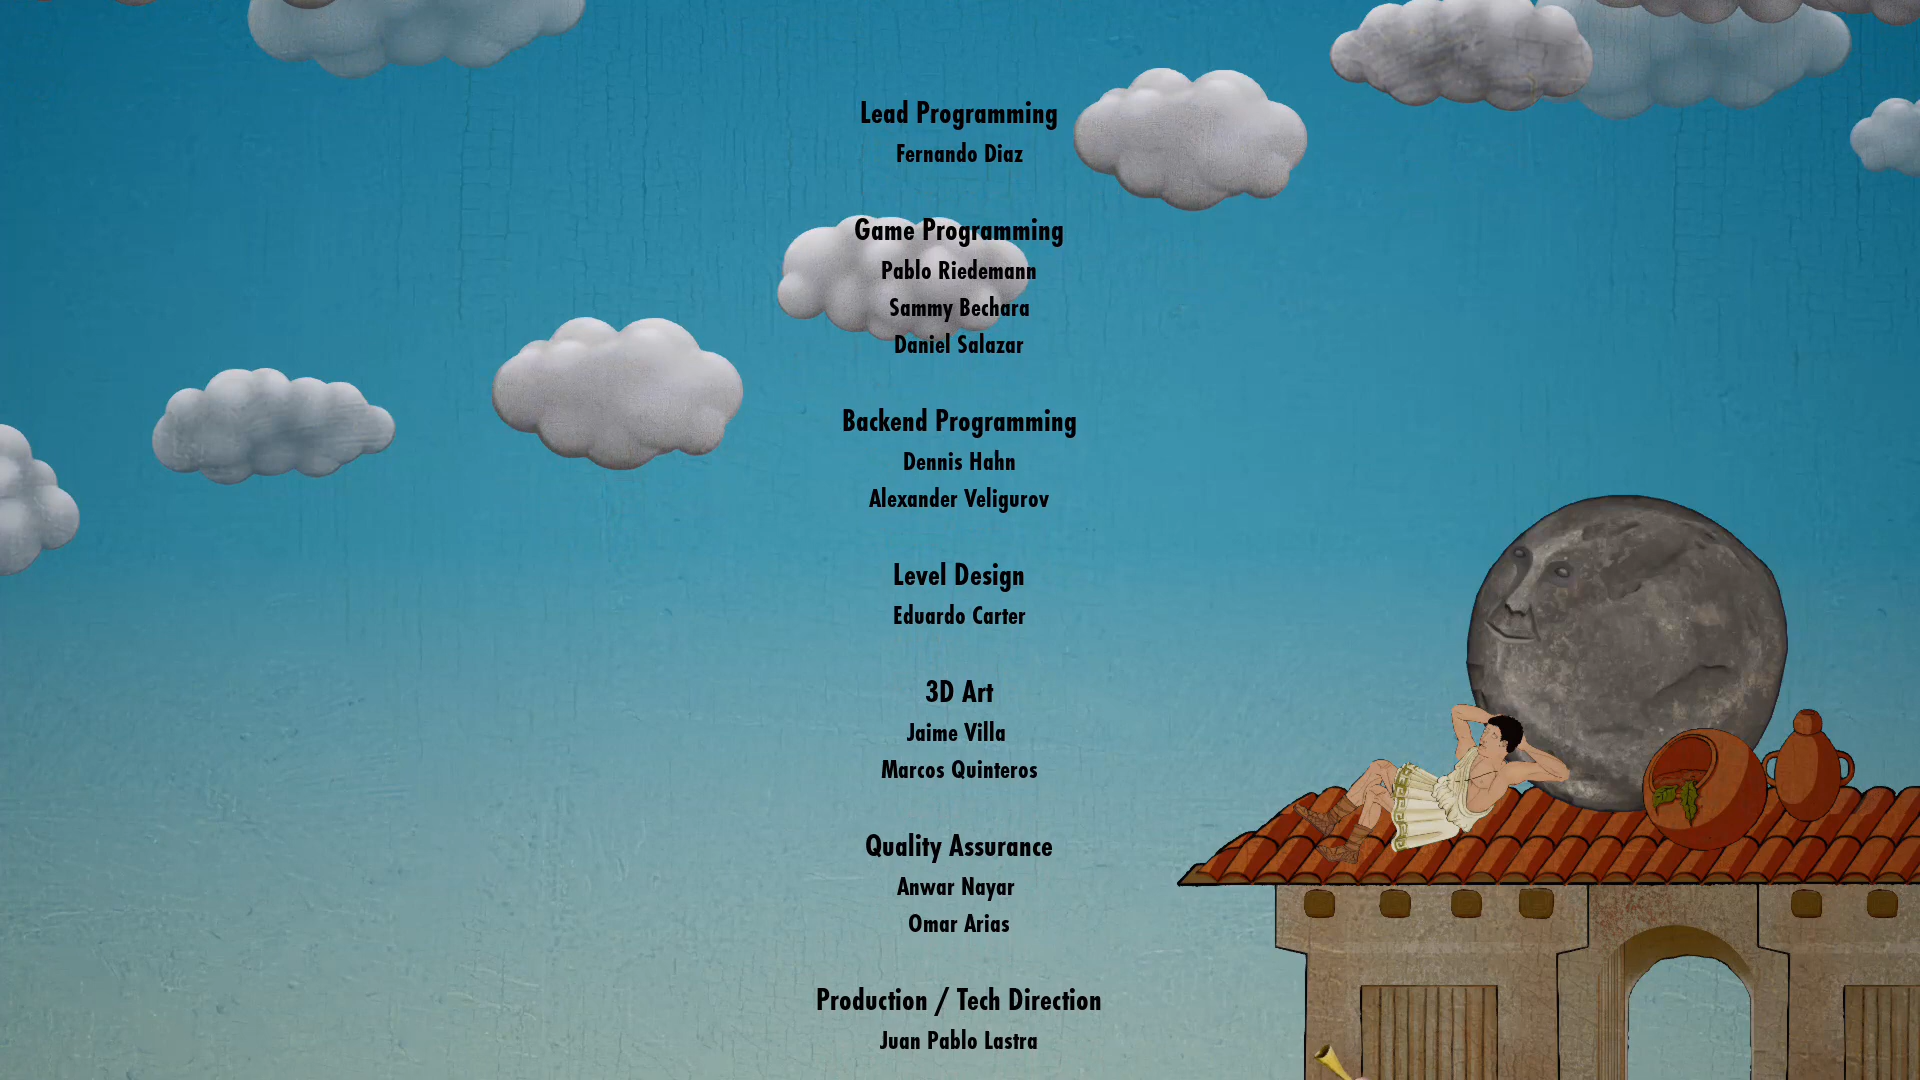 Lead Programming
Fernando Diaz
Game Programming
Pablo Riedemann
Sammy Bechara
Daniel Salazar
Backend Programming
Dennis Hahn
Alexander Veligurov
Level Design
Eduardo Carter
3D Art
Jaime Villa
Marcos Quinteros
Quality Assurance
Anwar Nayar
Omar Arias
Production / Tech Direction
Juan Pablo Lastra